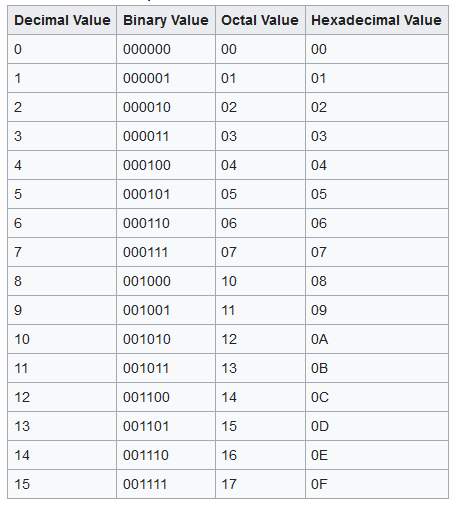 Decimal Value Binary Value Octal Value Hexadecimal Value
0 000000 00 00
1 000001 01 01
2 000010 02 02
3 000011 03 03
4 000100 04 04
5 000101 05 05
6 000110 06 06
7 000111 07 07
8 001000 10 08
9 001001 11 09
10 001010 12 0A
11 001011 13 0B
12 001100 14 0C
13 001101 15 0D
14 001110 16 0E
15 001111 17 0F